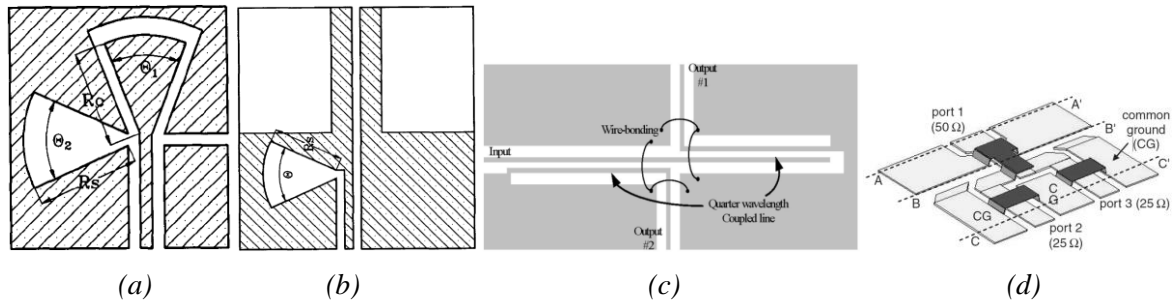 Θ₁
Rc
Θ₂
Rs
Rs
Θ
Output
#1
Wire-bonding
Input
Quarter wavelength
Coupled line
Output
#2
port 1
(50 Ω)
A'
B'
common
ground
(CG)
C'
A
B
C
G
CG
port 3 (25 Ω)
C
port 2
(25 Ω)
(a)
(b)
(c)
(d)